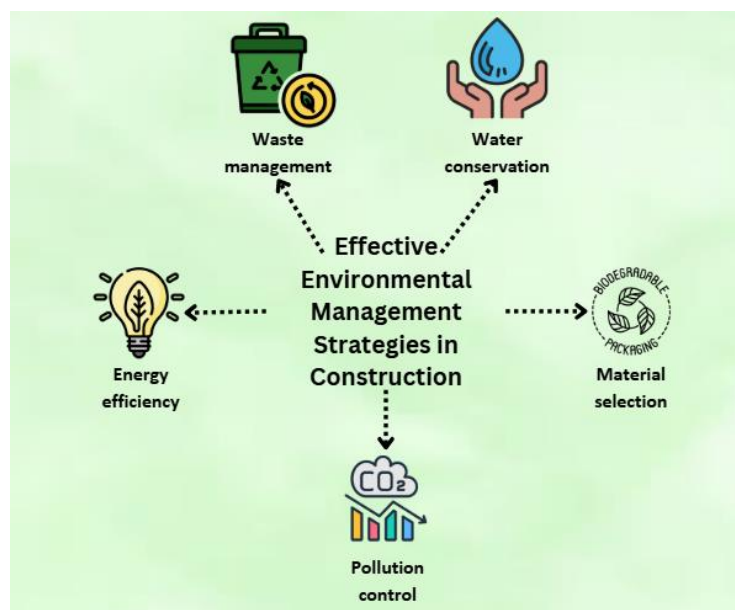 Waste
management
Water
conservation
Effective
Environmental
Management
Strategies in
Construction
Energy
efficiency
BIODEGRADABLE
PACKAGING
Material
selection
CO₂
Pollution
control